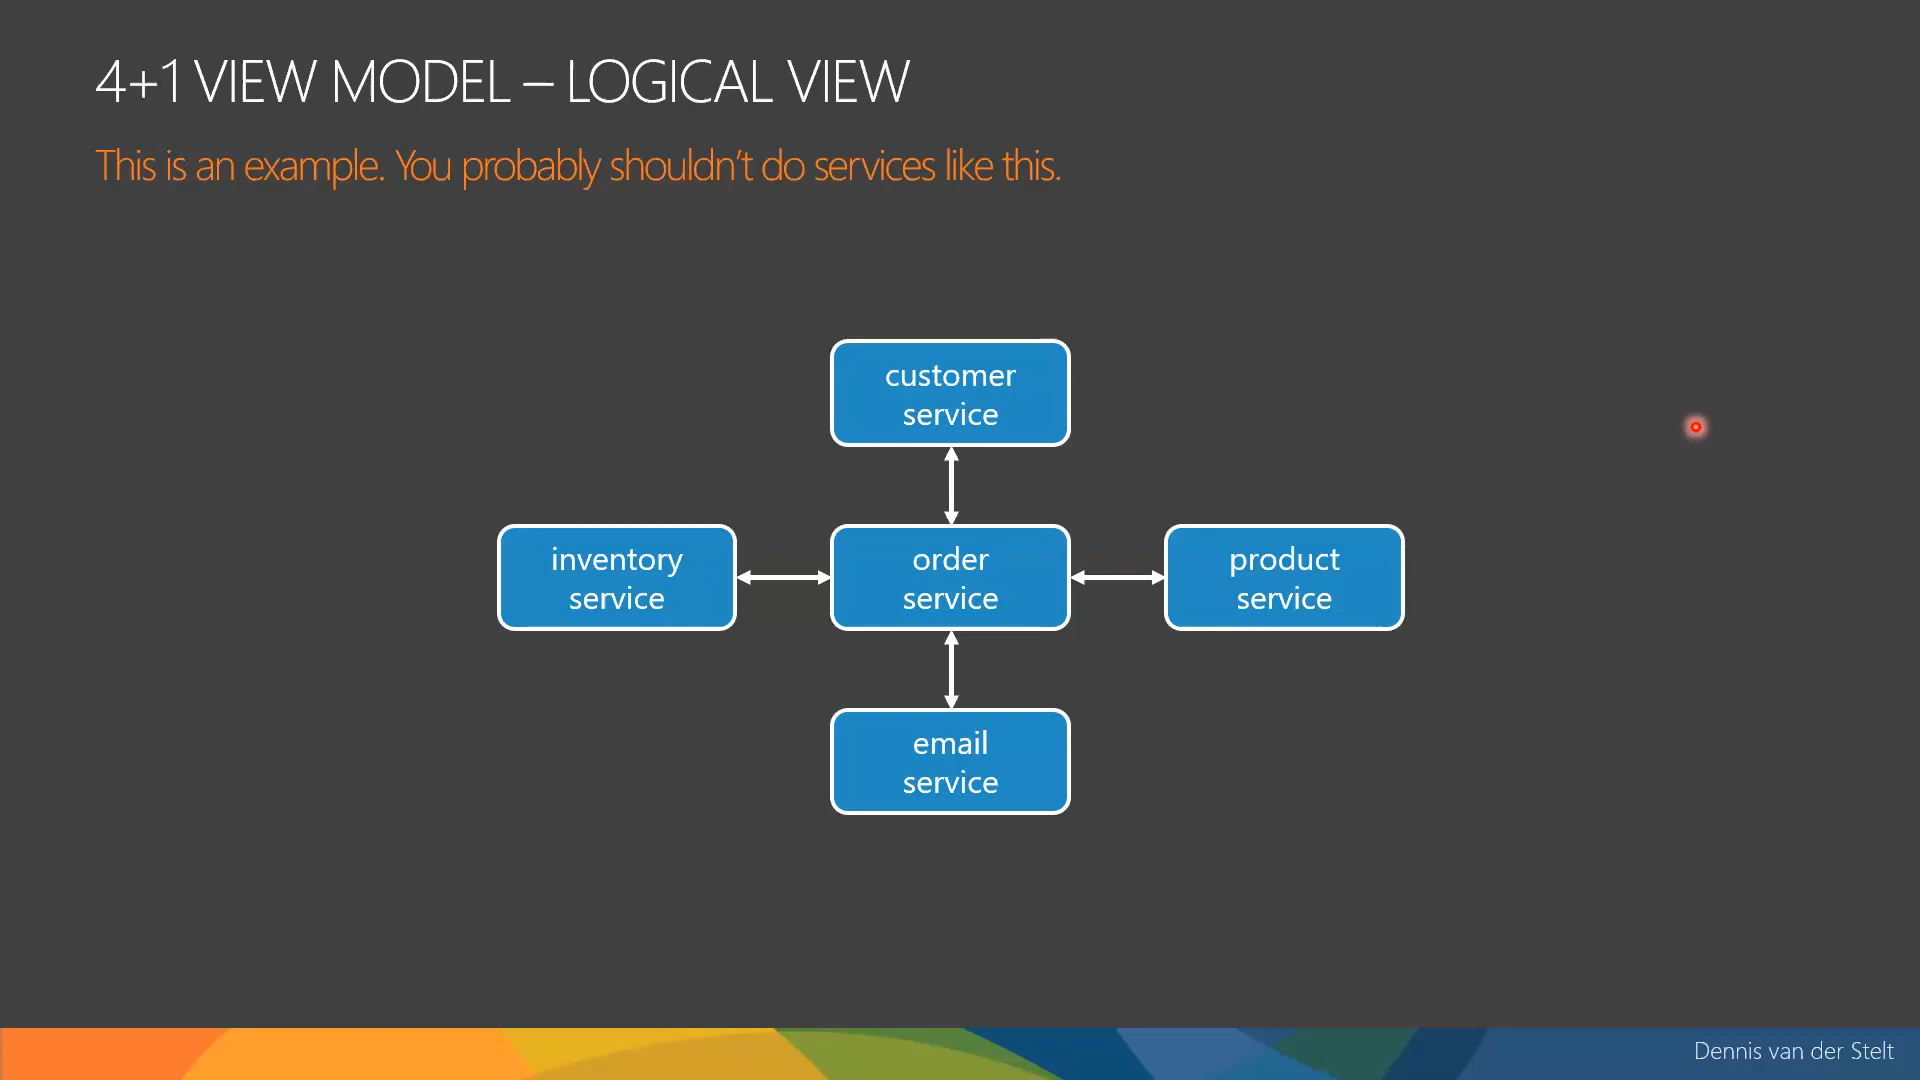 4+1 VIEW MODEL – LOGICAL VIEW
This is an example. You probably shouldn't do services like this.
customer
service
inventory
service
order
service
product
service
email
service
Dennis van der Stelt